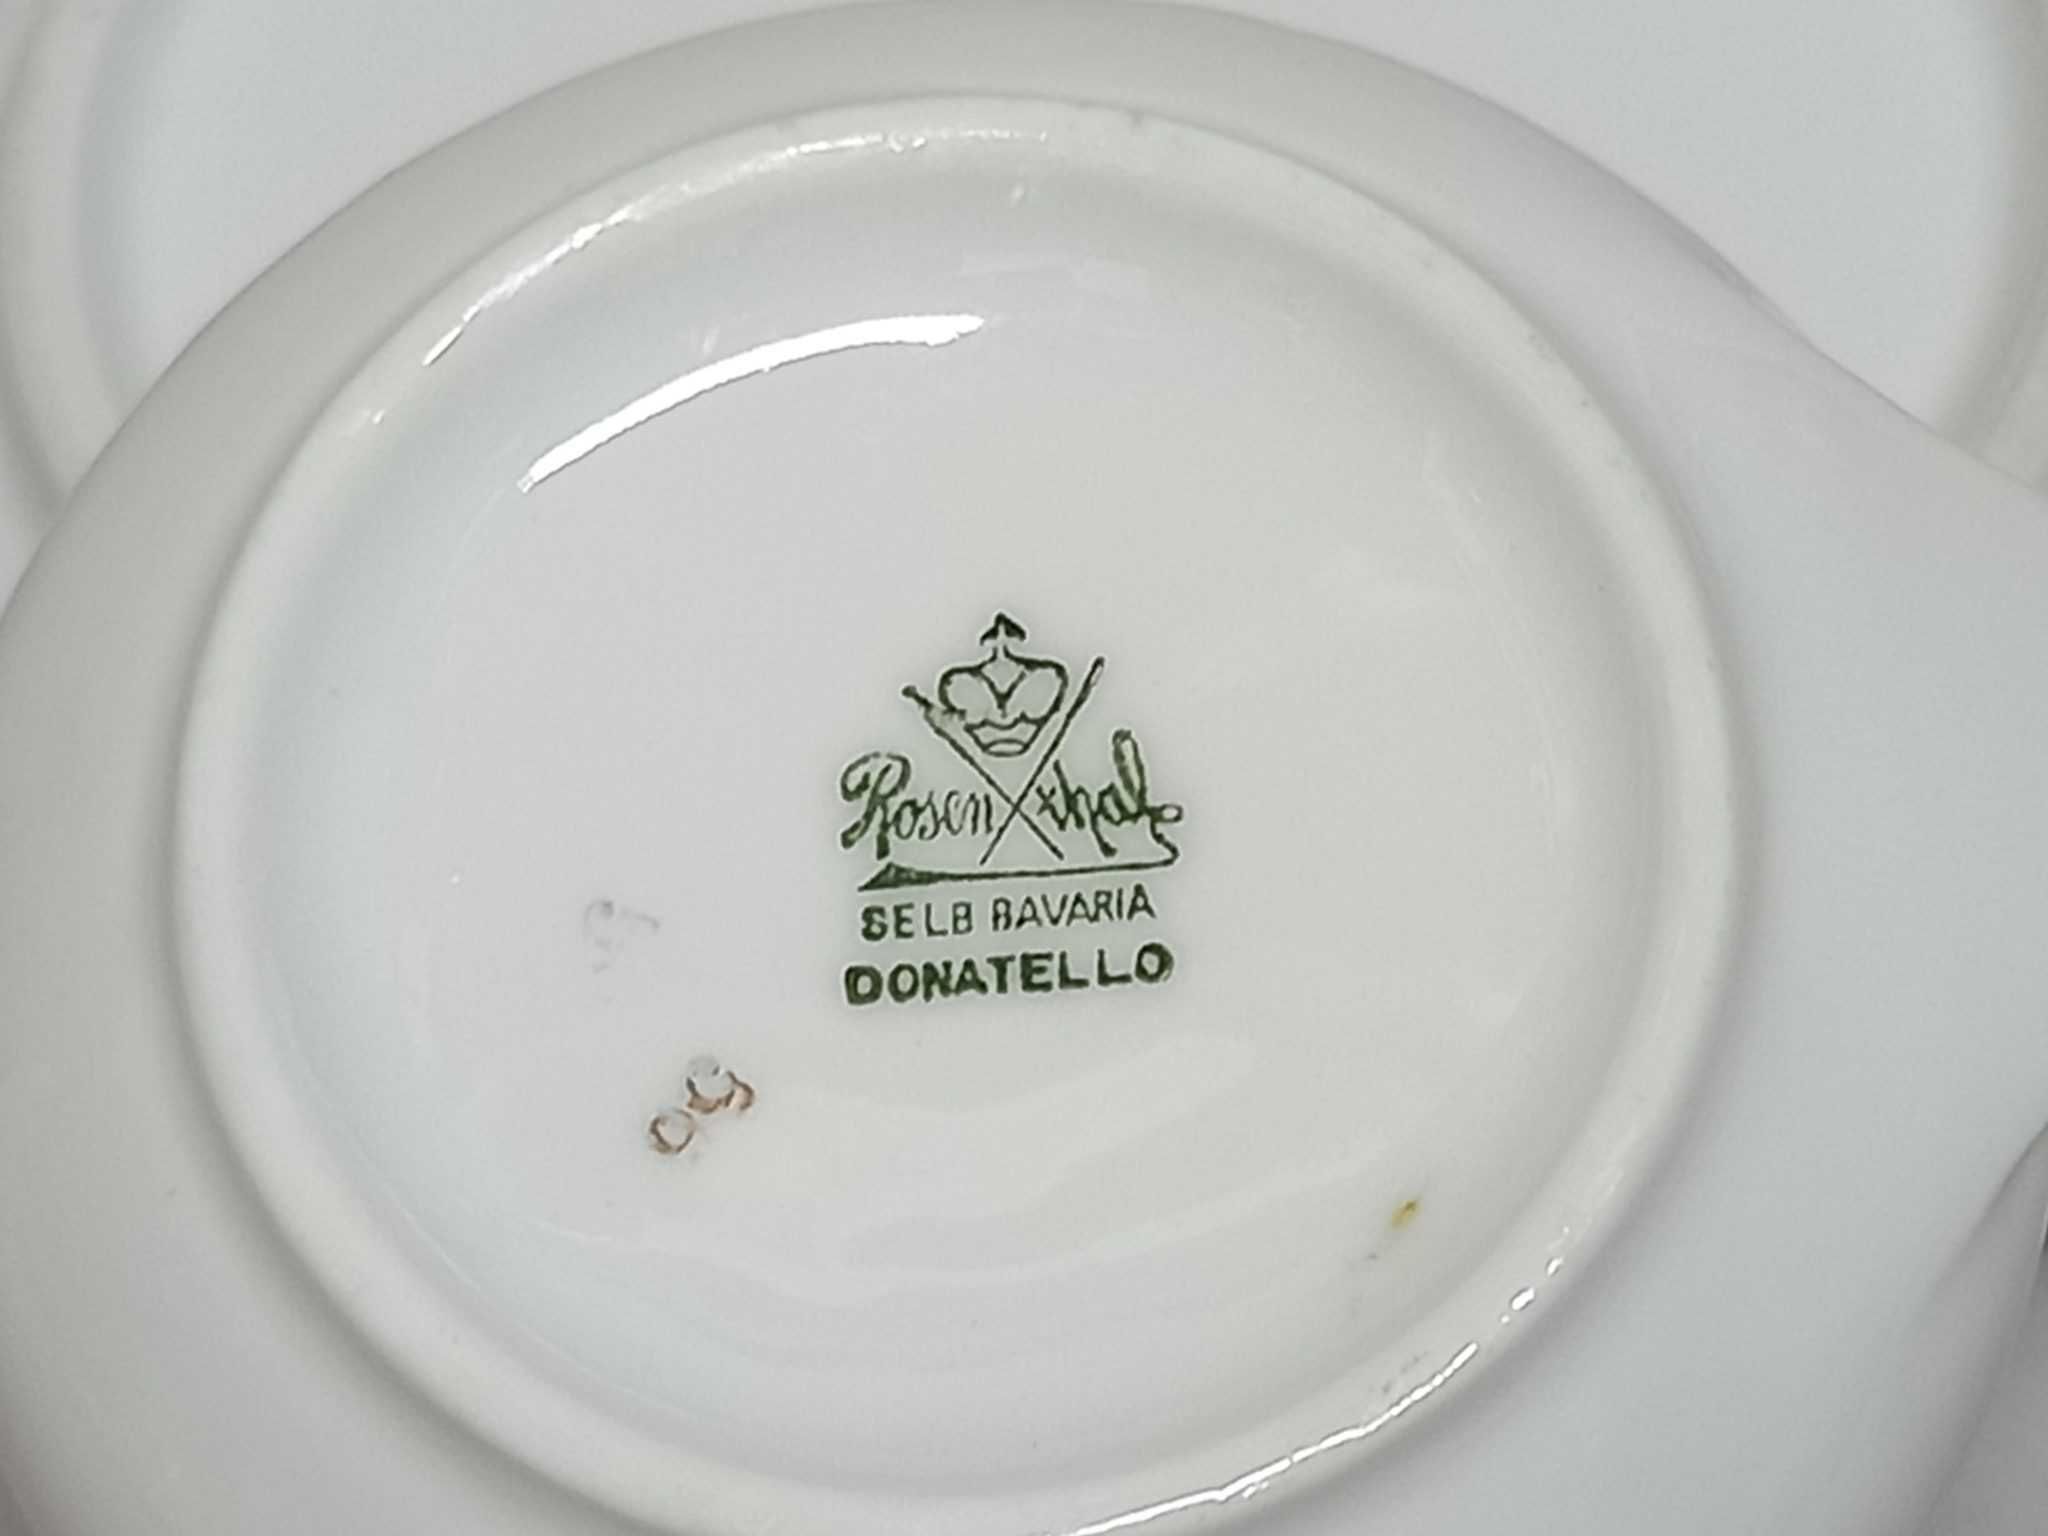 Rosenthal
SELB BAVARIA
DONATELLO